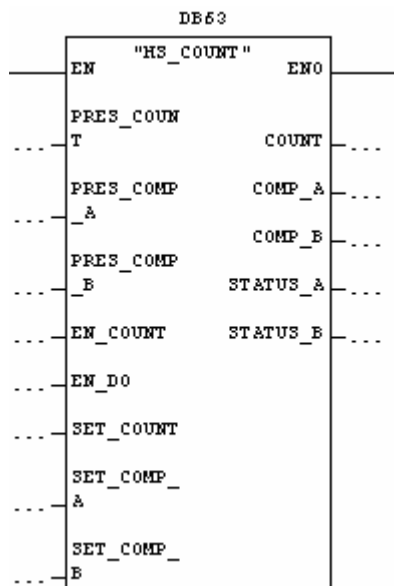 DB63
"HS_COUNT"
EN ENO
PRES_COUN
T COUNT
PRES_COMP COMP_A
_A
COMP_B
PRES_COMP
_B STATUS_A
EN_COUNT STATUS_B
EN_DO
SET_COUNT
SET_COMP_
A
SET_COMP_
B